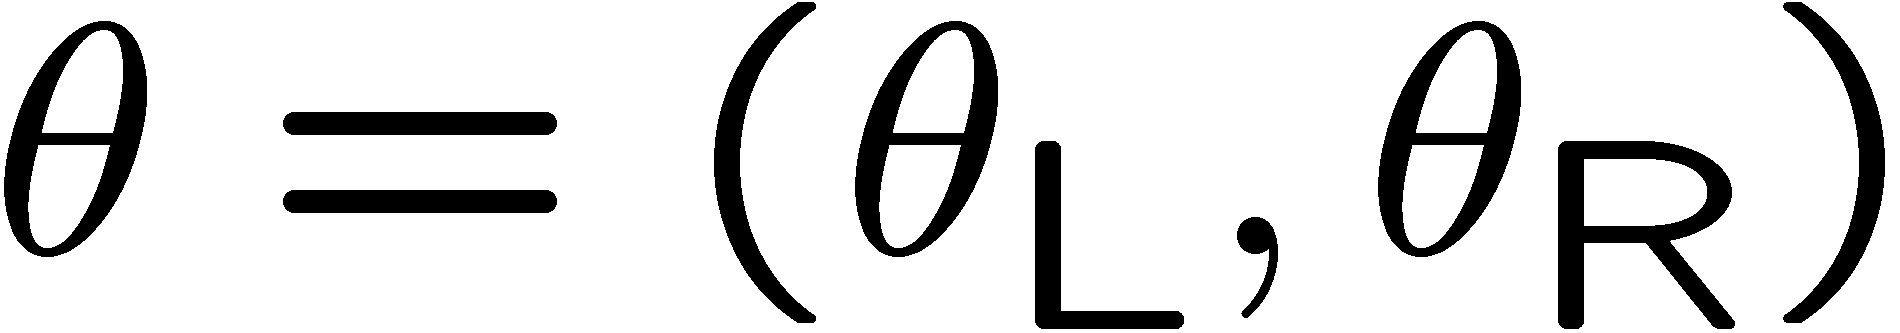 θ = (θ_L, θ_R)